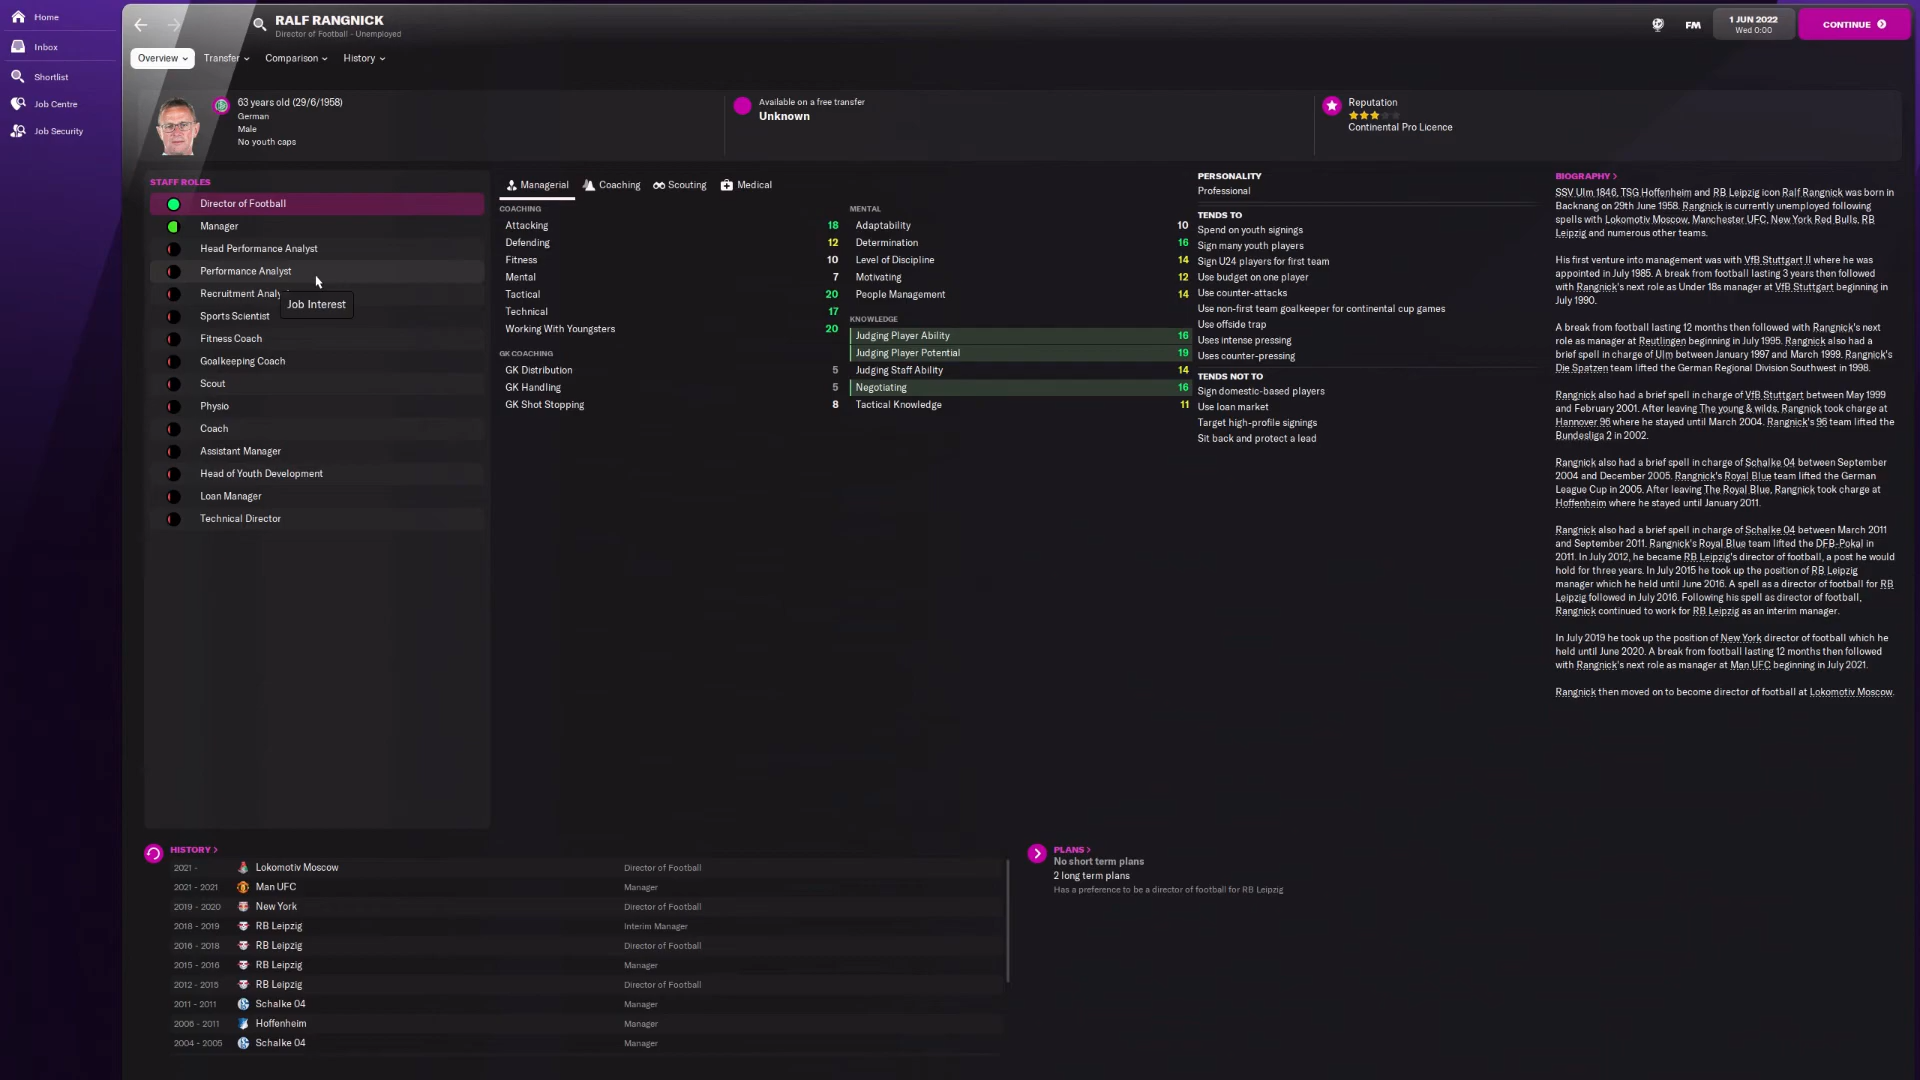 Home
Inbox
Shortlist
Job Centre
Job Security
RALF RANGNICK
Director of Football - Unemployed
FM
1 JUN 2022
Wed 0:00
CONTINUE
Overview
Transfer
Comparison
History
63 years old (29/6/1958)
German
Male
No youth caps
Available on a free transfer
Unknown
Reputation
Continental Pro Licence
STAFF ROLES
Director of Football
Manager
Head Performance Analyst
Performance Analyst
Recruitment Analy
Job Interest
Sports Scientist
Fitness Coach
Goalkeeping Coach
Scout
Physio
Coach
Assistant Manager
Head of Youth Development
Loan Manager
Technical Director
Managerial
Coaching
Scouting
Medical
COACHING
Attacking 18
Defending 12
Fitness 10
Mental 7
Tactical 20
Technical 17
Working With Youngsters 20
GK COACHING
GK Distribution 5
GK Handling 5
GK Shot Stopping 8
MENTAL
Adaptability 10
Determination 16
Level of Discipline 14
Motivating 12
People Management 14
KNOWLEDGE
Judging Player Ability 16
Judging Player Potential 19
Judging Staff Ability 14
Negotiating 16
Tactical Knowledge 11
PERSONALITY
Professional
TENDS TO
Spend on youth signings
Sign many youth players
Sign U24 players for first team
Use budget on one player
Use counter-attacks
Use non-first team goalkeeper for continental cup games
Use offside trap
Uses intense pressing
Uses counter-pressing
TENDS NOT TO
Sign domestic-based players
Use loan market
Target high-profile signings
Sit back and protect a lead
BIOGRAPHY >
SSV Ulm 1846, TSG Hoffenheim and RB Leipzig icon Ralf Rangnick was born in
Backnang on 29th June 1958. Rangnick is currently unemployed following
spells with Lokomotiv Moscow, Manchester UFC, New York Red Bulls, RB
Leipzig and numerous other teams.
His first venture into management was with VfB Stuttgart II where he was
appointed in July 1985. A break from football lasting 3 years then followed
with Rangnick's next role as Under 18s manager at VfB Stuttgart beginning in
July 1990.
A break from football lasting 12 months then followed with Rangnick's next
role as manager at Reutlingen beginning in July 1995. Rangnick also had a
brief spell in charge of Ulm between January 1997 and March 1999. Rangnick's
Die Spatzen team lifted the German Regional Division Southwest in 1998.
Rangnick also had a brief spell in charge of VfB Stuttgart between May 1999
and February 2001. After leaving The young & wilds, Rangnick took charge at
Hannover 96 where he stayed until March 2004. Rangnick's 96 team lifted the
Bundesliga 2 in 2002.
Rangnick also had a brief spell in charge of Schalke 04 between September
2004 and December 2005. Rangnick's Royal Blue team lifted the German
League Cup in 2005. After leaving The Royal Blue, Rangnick took charge at
Hoffenheim where he stayed until January 2011.
Rangnick also had a brief spell in charge of Schalke 04 between March 2011
and September 2011. Rangnick's Royal Blue team lifted the DFB-Pokal in
2011. In July 2012, he became RB Leipzig's director of football, a post he would
hold for three years. In July 2015 he took up the position of RB Leipzig
manager which he held until June 2016. A spell as a director of football for RB
Leipzig followed in July 2016. Following his spell as director of football,
Rangnick continued to work for RB Leipzig as an interim manager.
In July 2019 he took up the position of New York director of football which he
held until June 2020. A break from football lasting 12 months then followed
with Rangnick's next role as manager at Man UFC beginning in July 2021.
Rangnick then moved on to become director of football at Lokomotiv Moscow.
HISTORY >
2021 - Lokomotiv Moscow Director of Football
2021 - 2021 Man UFC Manager
2019 - 2020 New York Director of Football
2018 - 2019 RB Leipzig Interim Manager
2016 - 2018 RB Leipzig Director of Football
2015 - 2016 RB Leipzig Manager
2012 - 2015 RB Leipzig Director of Football
2011 - 2011 Schalke 04 Manager
2006 - 2011 Hoffenheim Manager
2004 - 2005 Schalke 04 Manager
PLANS >
No short term plans
2 long term plans
Has a preference to be a director of football for RB Leipzig